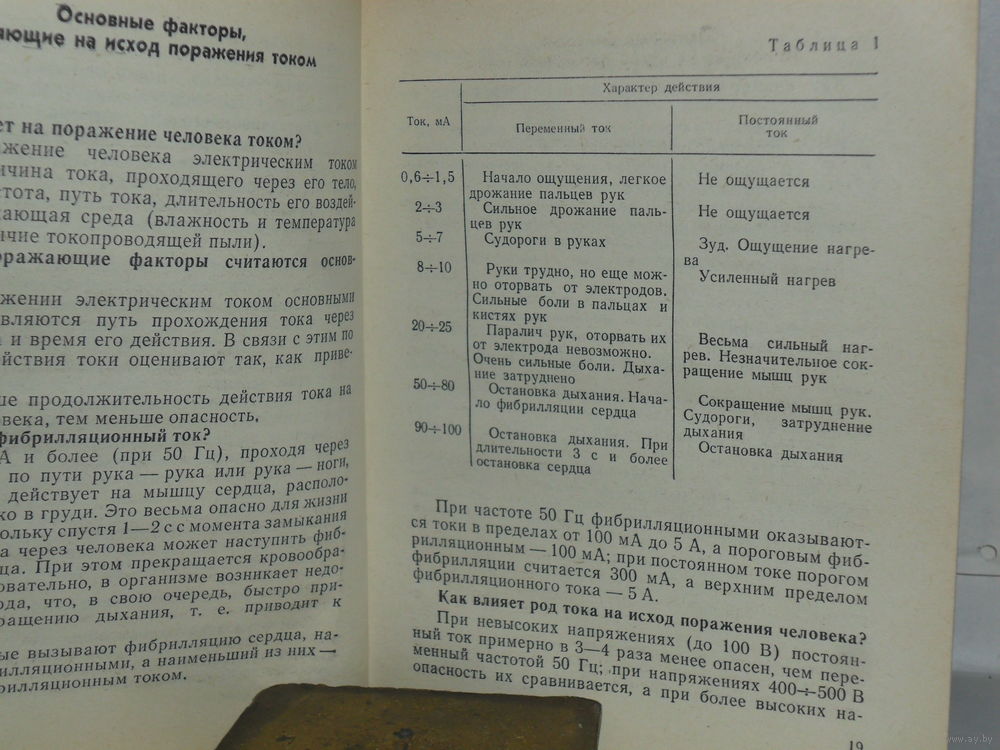 Основные факторы,
ающие на исход поражения током
ет на поражение человека током?
жение человека электрическим током
ичина тока, проходящего через его тело,
стота, путь тока, длительность его воздей-
жающая среда (влажность и температура
ичие токопроводящей пыли).
оражающие факторы считаются основ-
жении электрическим током основными
вляются путь прохождения тока через
и время его действия. В связи с этим по
ействия токи оценивают так, как приве-
ше продолжительность действия тока на
овека, тем меньше опасность.
фибрилляционный ток?
А и более (при 50 Гц), проходя через
по пути рука — рука или рука — ноги,
действует на мышцу сердца, располо-
ко в груди. Это весьма опасно для жизни
ольку спустя 1—2 с с момента замыкания
а через человека может наступить фиб-
ца. При этом прекращается кровообра-
овательно, в организме возникает недо-
ода, что, в свою очередь, быстро при-
ращению дыхания, т. е. приводит к
ые вызывают фибрилляцию сердца, на-
илляционными, а наименьший из них —
рилляционным током.
Таблица 1
Характер действия
Ток, мА
Переменный ток
Постоянный
ток
0,6÷1,5 Начало ощущения, легкое Не ощущается
дрожание пальцев рук
2÷3 Сильное дрожание паль- Не ощущается
цев рук
5÷7 Судороги в руках Зуд. Ощущение нагре-
ва
8÷10 Руки трудно, но еще мож- Усиленный нагрев
но оторвать от электродов.
Сильные боли в пальцах и
кистях рук
20÷25 Паралич рук, оторвать их Весьма сильный наг-
от электрода невозможно. рев. Незначительное сок-
Очень сильные боли. Дыха- ращение мышц рук
ние затруднено
50÷80 Остановка дыхания. Нача- Сокращение мышц рук.
ло фибрилляции сердца Судороги, затруднение
дыхания
90÷100 Остановка дыхания. При Остановка дыхания
длительности 3 с и более
остановка сердца
При частоте 50 Гц фибрилляционными оказывают-
ся токи в пределах от 100 мА до 5 А, а пороговым фиб-
рилляционным — 100 мА; при постоянном токе порогом
фибрилляции считается 300 мА, а верхним пределом
фибрилляционного тока — 5 А.
Как влияет род тока на исход поражения человека?
При невысоких напряжениях (до 100 В) постоян-
ный ток примерно в 3—4 раза менее опасен, чем пере-
менный частотой 50 Гц; при напряжениях 400÷500 В
опасность их сравнивается, а при более высоких на-
19
www.ay.by